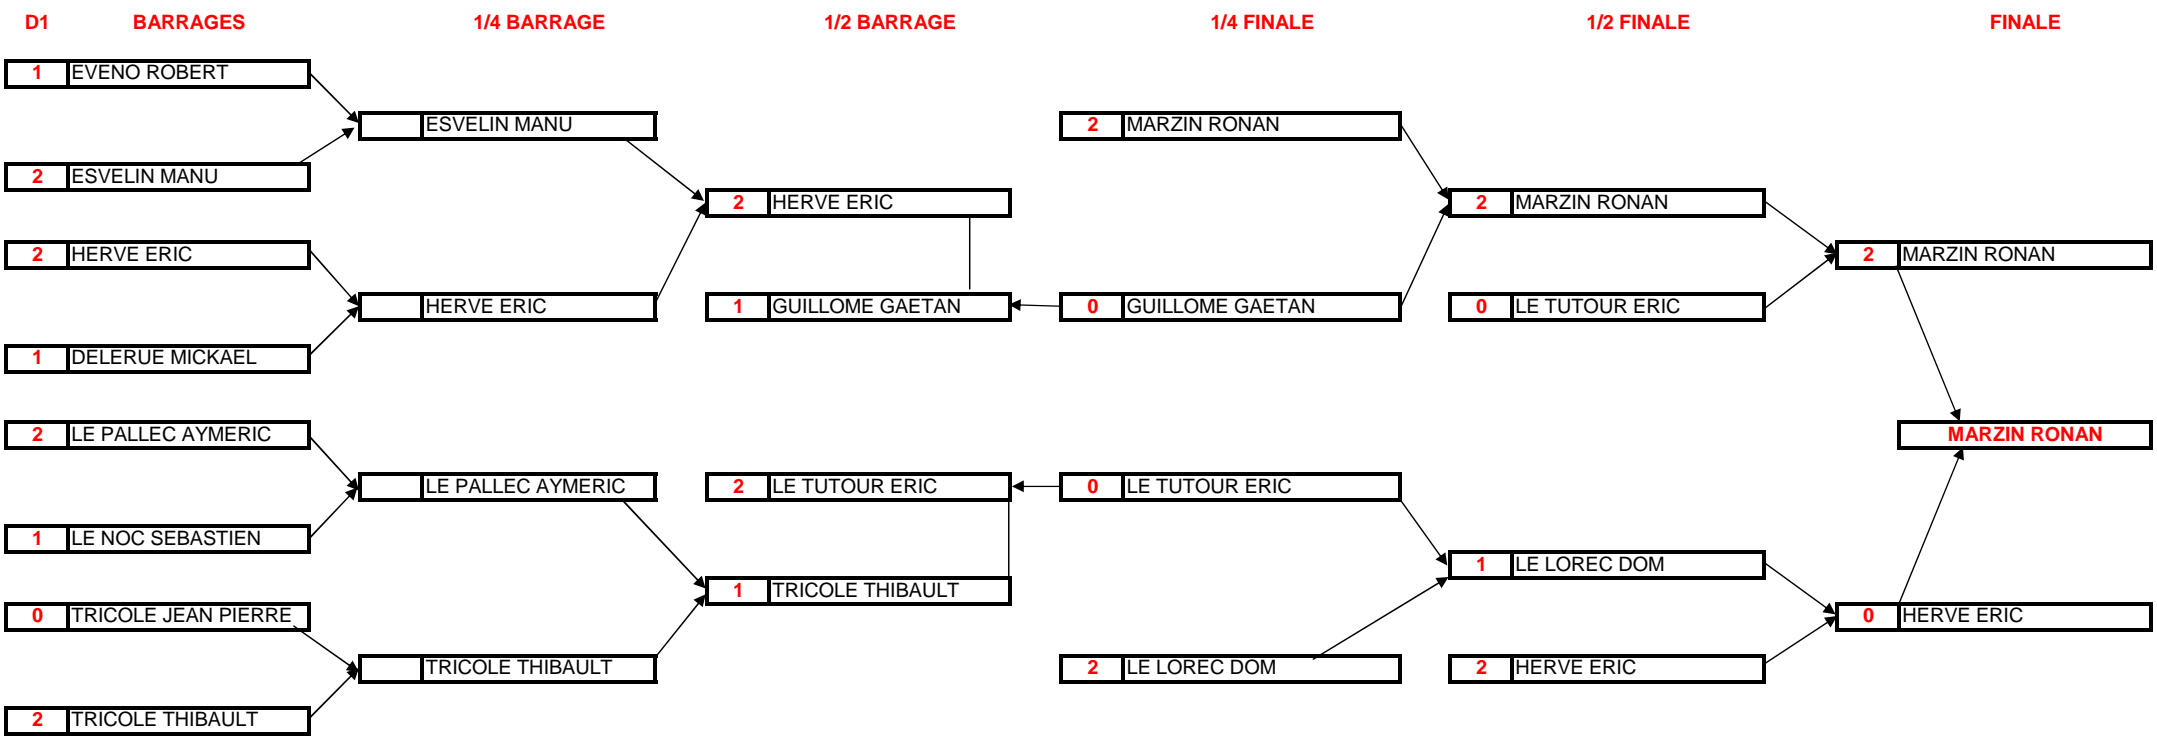 D1 BARRAGES 1/4 BARRAGE 1/2 BARRAGE 1/4 FINALE 1/2 FINALE FINALE
1 EVENO ROBERT
ESVELIN MANU 2 MARZIN RONAN
2 ESVELIN MANU
2 HERVE ERIC 2 MARZIN RONAN
2 HERVE ERIC 2 MARZIN RONAN
HERVE ERIC 1 GUILLOME GAETAN 0 GUILLOME GAETAN 0 LE TUTOUR ERIC
1 DELERUE MICKAEL
2 LE PALLEC AYMERIC MARZIN RONAN
LE PALLEC AYMERIC 2 LE TUTOUR ERIC 0 LE TUTOUR ERIC
1 LE NOC SEBASTIEN
1 LE LOREC DOM
1 TRICOLE THIBAULT
0 TRICOLE JEAN PIERRE 0 HERVE ERIC
TRICOLE THIBAULT 2 LE LOREC DOM 2 HERVE ERIC
2 TRICOLE THIBAULT